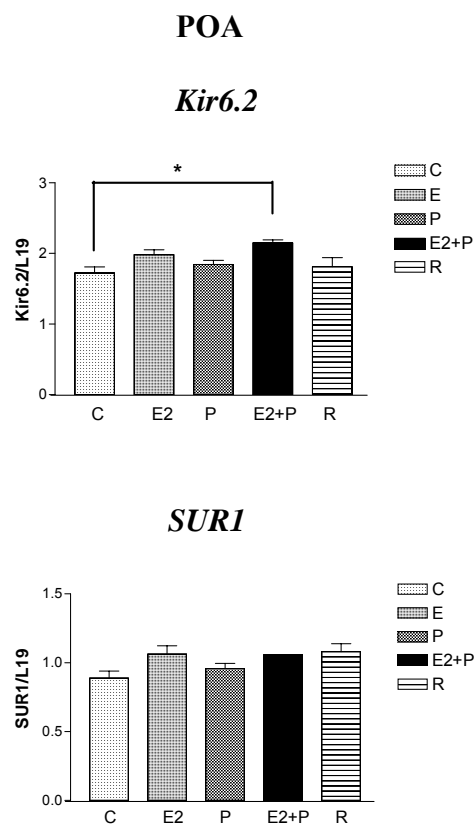 POA
Kir6.2
*
3
2
1
0
Kir6.2/L19
C E2 P E2+P R
C
E
P
E2+P
R
SUR1
1.5
1.0
0.5
0.0
SUR1/L19
C E2 P E2+P R
C
E
P
E2+P
R